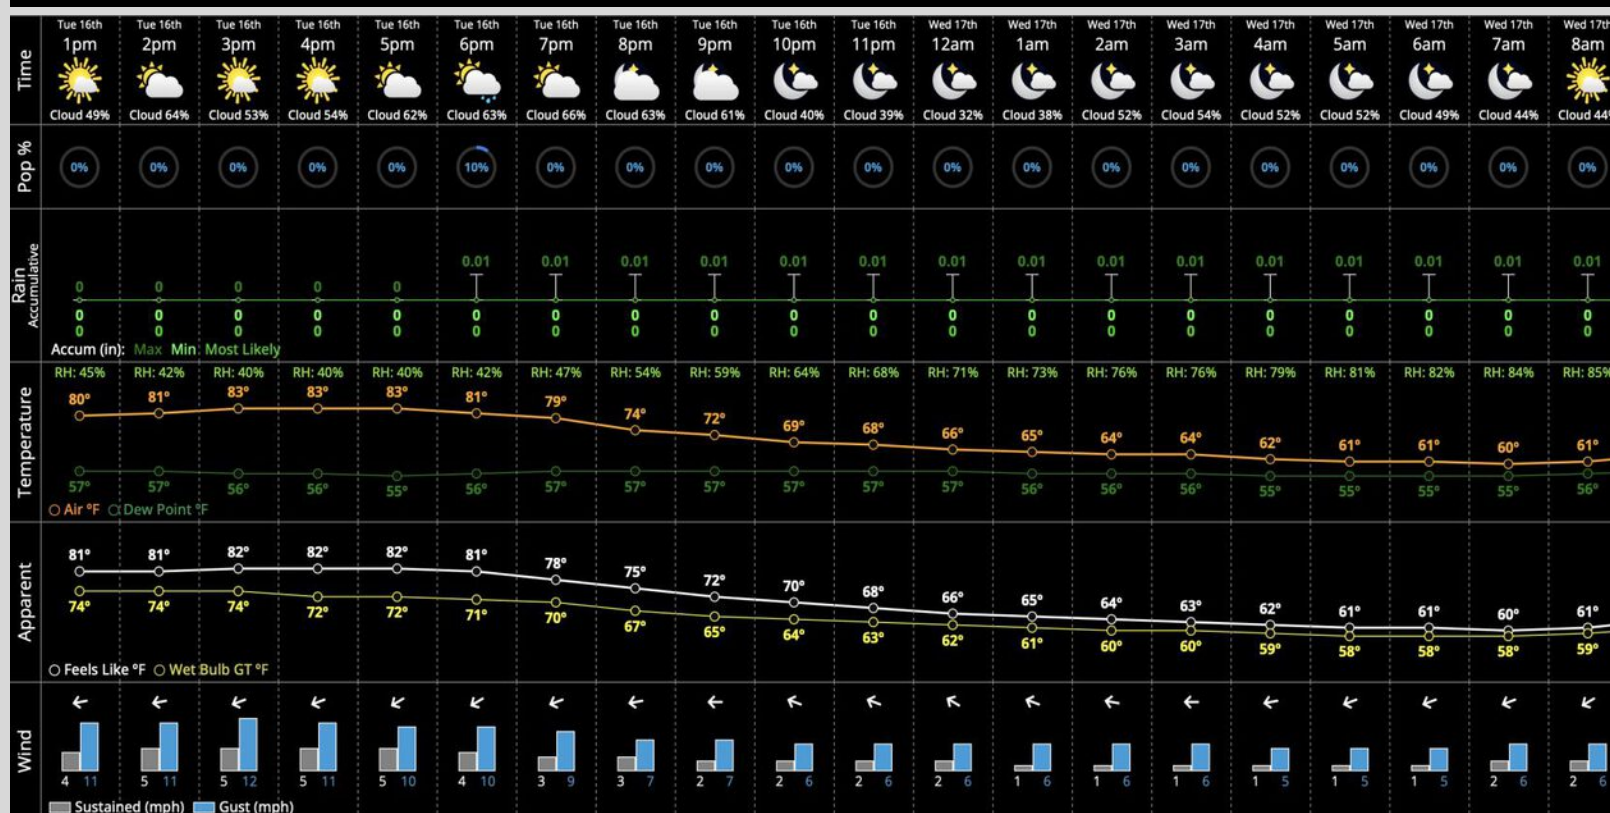 Tue 16th Tue 16th Tue 16th Tue 16th Tue 16th Tue 16th Tue 16th Tue 16th Tue 16th Tue 16th Tue 16th Wed 17th Wed 17th Wed 17th Wed 17th Wed 17th Wed 17th Wed 17th Wed 17th Wed 17th
Time 1pm 2pm 3pm 4pm 5pm 6pm 7pm 8pm 9pm 10pm 11pm 12am 1am 2am 3am 4am 5am 6am 7am 8am
Cloud 49% Cloud 64% Cloud 53% Cloud 54% Cloud 62% Cloud 63% Cloud 66% Cloud 63% Cloud 61% Cloud 40% Cloud 39% Cloud 32% Cloud 38% Cloud 52% Cloud 54% Cloud 52% Cloud 52% Cloud 49% Cloud 44% Cloud 44%
Pop % 0% 0% 0% 0% 0% 10% 0% 0% 0% 0% 0% 0% 0% 0% 0% 0% 0% 0% 0% 0%
Rain
Accumulative
0 0 0 0 0 0.01 0.01 0.01 0.01 0.01 0.01 0.01 0.01 0.01 0.01 0.01 0.01 0.01 0.01 0.01
0 0 0 0 0 0 0 0 0 0 0 0 0 0 0 0 0 0 0 0
0 0 0 0 0 0 0 0 0 0 0 0 0 0 0 0 0 0 0 0
Accum (in): Max Min Most Likely
Temperature
RH: 45% RH: 42% RH: 40% RH: 40% RH: 40% RH: 42% RH: 47% RH: 54% RH: 59% RH: 64% RH: 68% RH: 71% RH: 73% RH: 76% RH: 76% RH: 79% RH: 81% RH: 82% RH: 84% RH: 85%
80° 81° 83° 83° 83° 81° 79° 74° 72° 69° 68° 66° 65° 64° 64° 62° 61° 61° 60° 61°
57° 57° 56° 56° 55° 56° 57° 57° 57° 57° 57° 57° 56° 56° 56° 55° 55° 55° 55° 56°
Air °F Dew Point °F
Apparent
81° 81° 82° 82° 82° 81° 78° 75° 72° 70° 68° 66° 65° 64° 63° 62° 61° 61° 60° 61°
74° 74° 74° 72° 72° 71° 70° 67° 65° 64° 63° 62° 61° 60° 60° 59° 58° 58° 58° 59°
Feels Like °F Wet Bulb GT °F
Wind
4 11 5 11 5 12 5 11 5 10 4 10 3 9 3 7 2 7 2 6 2 6 2 6 1 6 1 6 1 6 1 5 1 5 1 5 2 6 2 6
Sustained (mph) Gust (mph)